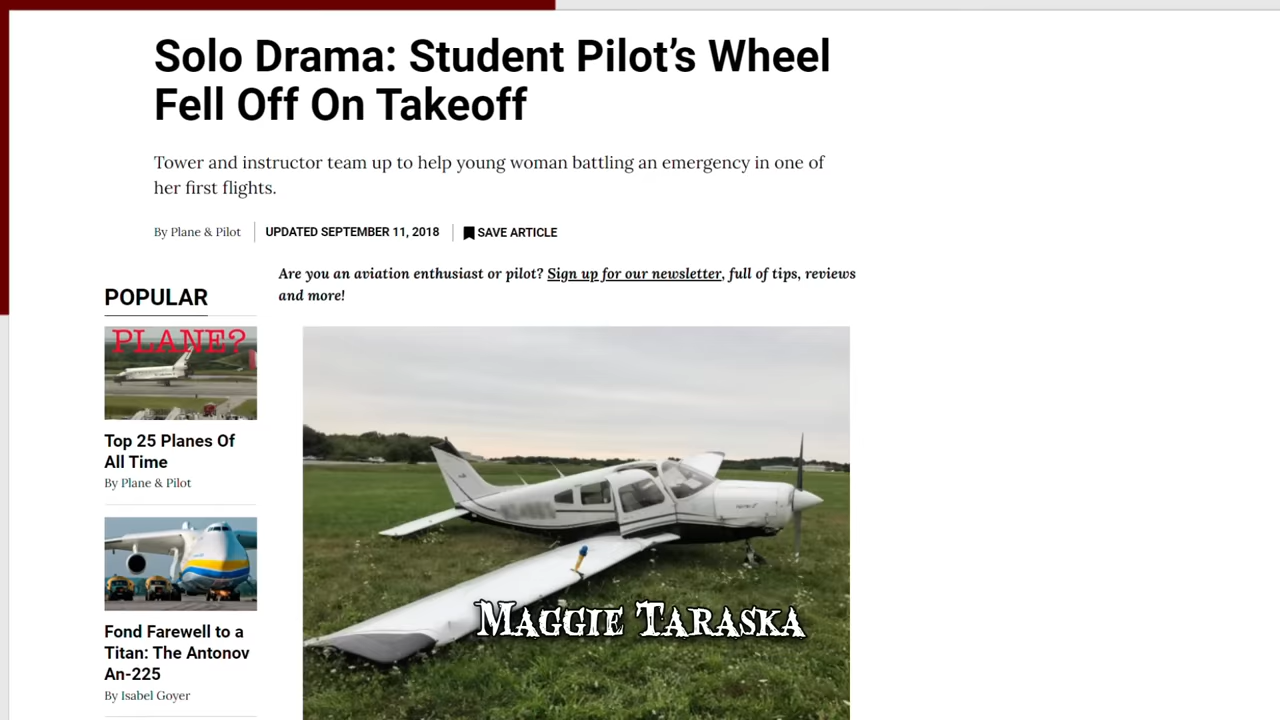 Solo Drama: Student Pilot’s Wheel
Fell Off On Takeoff
Tower and instructor team up to help young woman battling an emergency in one of
her first flights.
By Plane & Pilot
UPDATED SEPTEMBER 11, 2018
SAVE ARTICLE
Are you an aviation enthusiast or pilot? Sign up for our newsletter, full of tips, reviews
and more!
POPULAR
PLANE?
Top 25 Planes Of
All Time
By Plane & Pilot
Fond Farewell to a
Titan: The Antonov
An-225
By Isabel Goyer
MAGGIE TARASKA